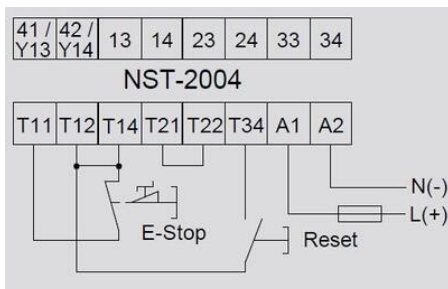 41 / 42 / 13 14 23 24 33 34
Y13 Y14
NST-2004
T11 T12 T14 T21 T22 T34 A1 A2
N(-)
L(+)
E-Stop Reset